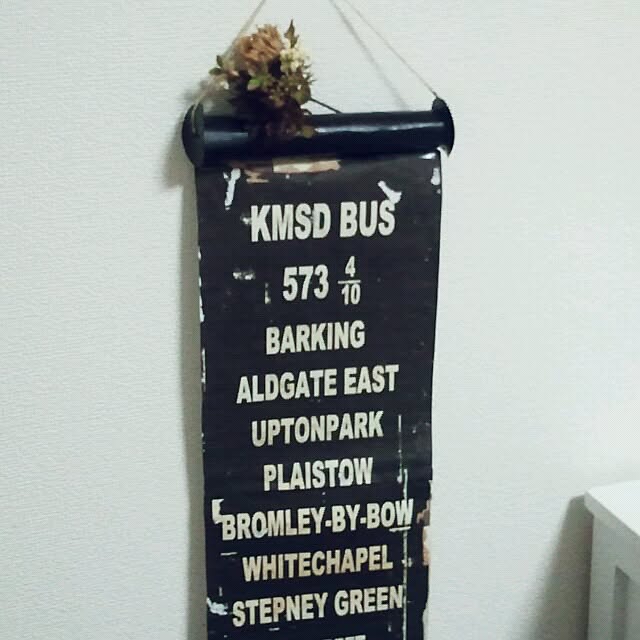 KMSD BUS
573 4/10
BARKING
ALDGATE EAST
UPTONPARK
PLAISTOW
BROMLEY-BY-BOW
WHITECHAPEL
STEPNEY GREEN